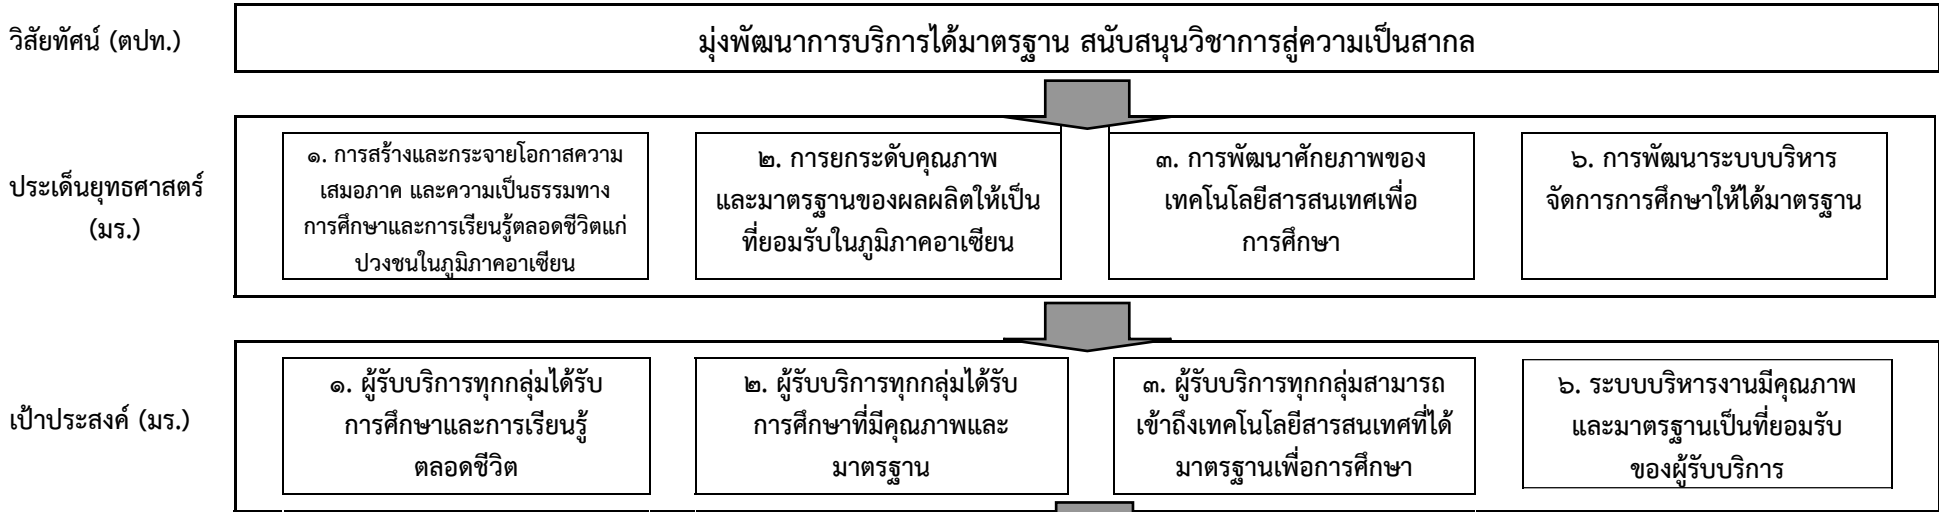 วิสัยทัศน์ (ตปท.)
มุ่งพัฒนาการบริการได้มาตรฐาน สนับสนุนวิชาการสู่ความเป็นสากล
ประเด็นยุทธศาสตร์
(มร.)
๑. การสร้างและกระจายโอกาสความ
เสมอภาค และความเป็นธรรมทาง
การศึกษาและการเรียนรู้ตลอดชีวิตแก่
ปวงชนในภูมิภาคอาเซียน
๒. การยกระดับคุณภาพ
และมาตรฐานของผลผลิตให้เป็น
ที่ยอมรับในภูมิภาคอาเซียน
๓. การพัฒนาศักยภาพของ
เทคโนโลยีสารสนเทศเพื่อ
การศึกษา
๖. การพัฒนาระบบบริหาร
จัดการการศึกษาให้ได้มาตรฐาน
เป้าประสงค์ (มร.)
๑. ผู้รับบริการทุกกลุ่มได้รับ
การศึกษาและการเรียนรู้
ตลอดชีวิต
๒. ผู้รับบริการทุกกลุ่มได้รับ
การศึกษาที่มีคุณภาพและ
มาตรฐาน
๓. ผู้รับบริการทุกกลุ่มสามารถ
เข้าถึงเทคโนโลยีสารสนเทศที่ได้
มาตรฐานเพื่อการศึกษา
๖. ระบบบริหารงานมีคุณภาพ
และมาตรฐานเป็นที่ยอมรับ
ของผู้รับบริการ